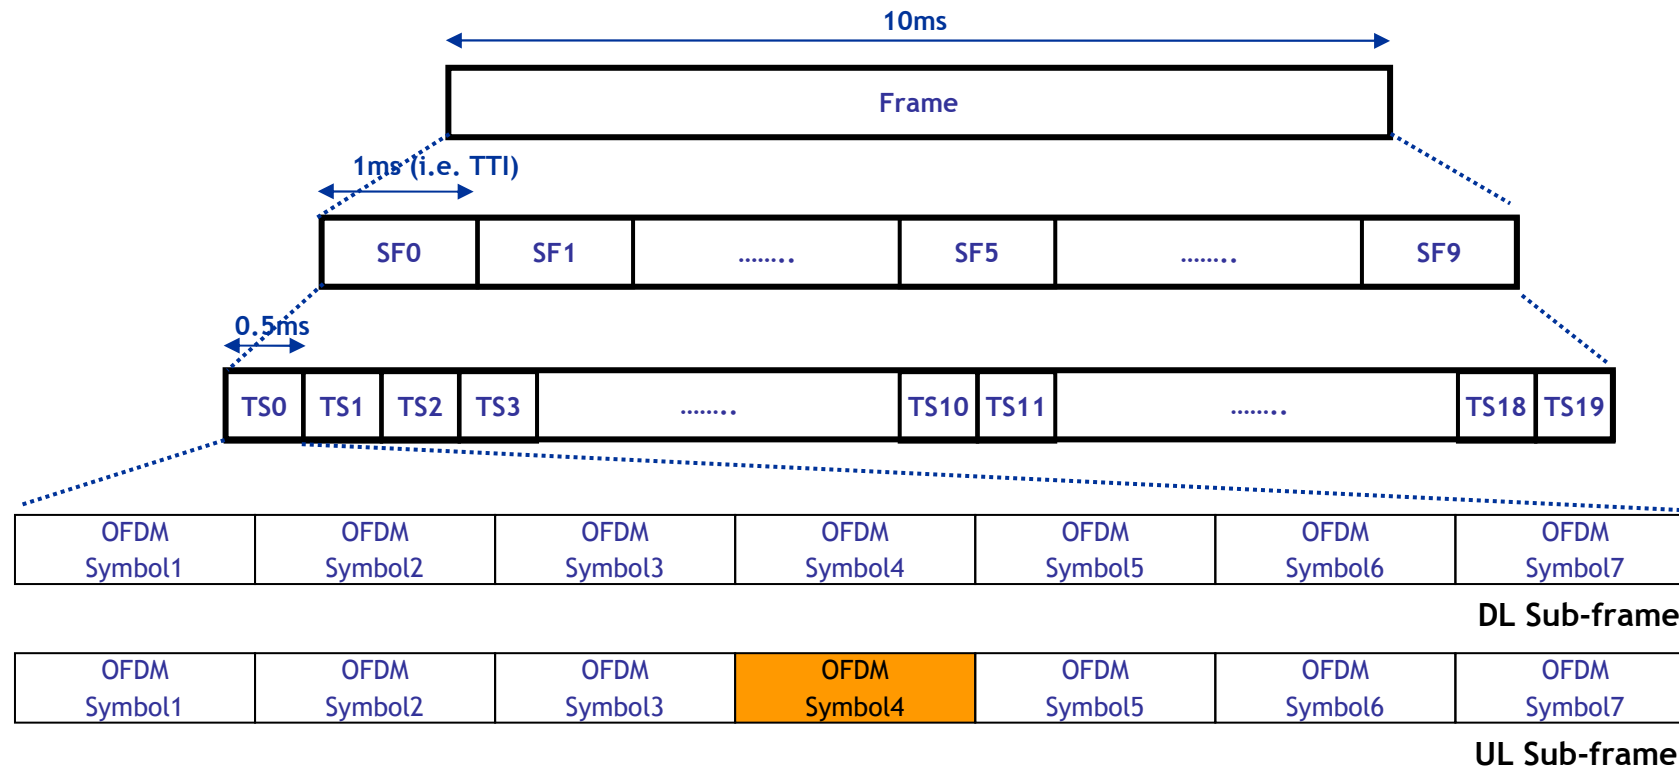 10ms
Frame
1ms (i.e. TTI)
SF0 SF1 ........ SF5 ........ SF9
0.5ms
TS0 TS1 TS2 TS3 ........ TS10 TS11 ........ TS18 TS19
OFDM OFDM OFDM OFDM OFDM OFDM OFDM
Symbol1 Symbol2 Symbol3 Symbol4 Symbol5 Symbol6 Symbol7
DL Sub-frame
OFDM OFDM OFDM OFDM OFDM OFDM OFDM
Symbol1 Symbol2 Symbol3 Symbol4 Symbol5 Symbol6 Symbol7
UL Sub-frame